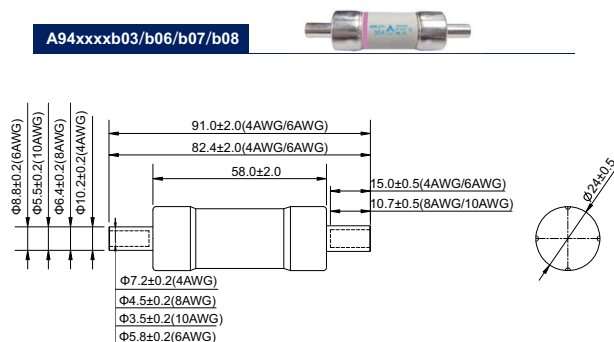 A94xxxxb03/b06/b07/b08
30A
91.0±2.0(4AWG/6AWG)
82.4±2.0(4AWG/6AWG)
58.0±2.0
15.0±0.5(4AWG/6AWG)
10.7±0.5(8AWG/10AWG)
Φ8.8±0.2(6AWG)
Φ5.5±0.2(10AWG)
Φ6.4±0.2(8AWG)
Φ10.2±0.2(4AWG)
Φ24±0.5
Φ7.2±0.2(4AWG)
Φ4.5±0.2(8AWG)
Φ3.5±0.2(10AWG)
Φ5.8±0.2(6AWG)